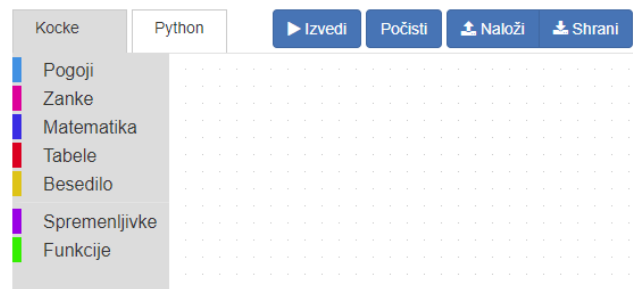 Kocke Python Izvedi Počisti Naloži Shrani
Pogoji
Zanke
Matematika
Tabele
Besedilo
Spremenljivke
Funkcije